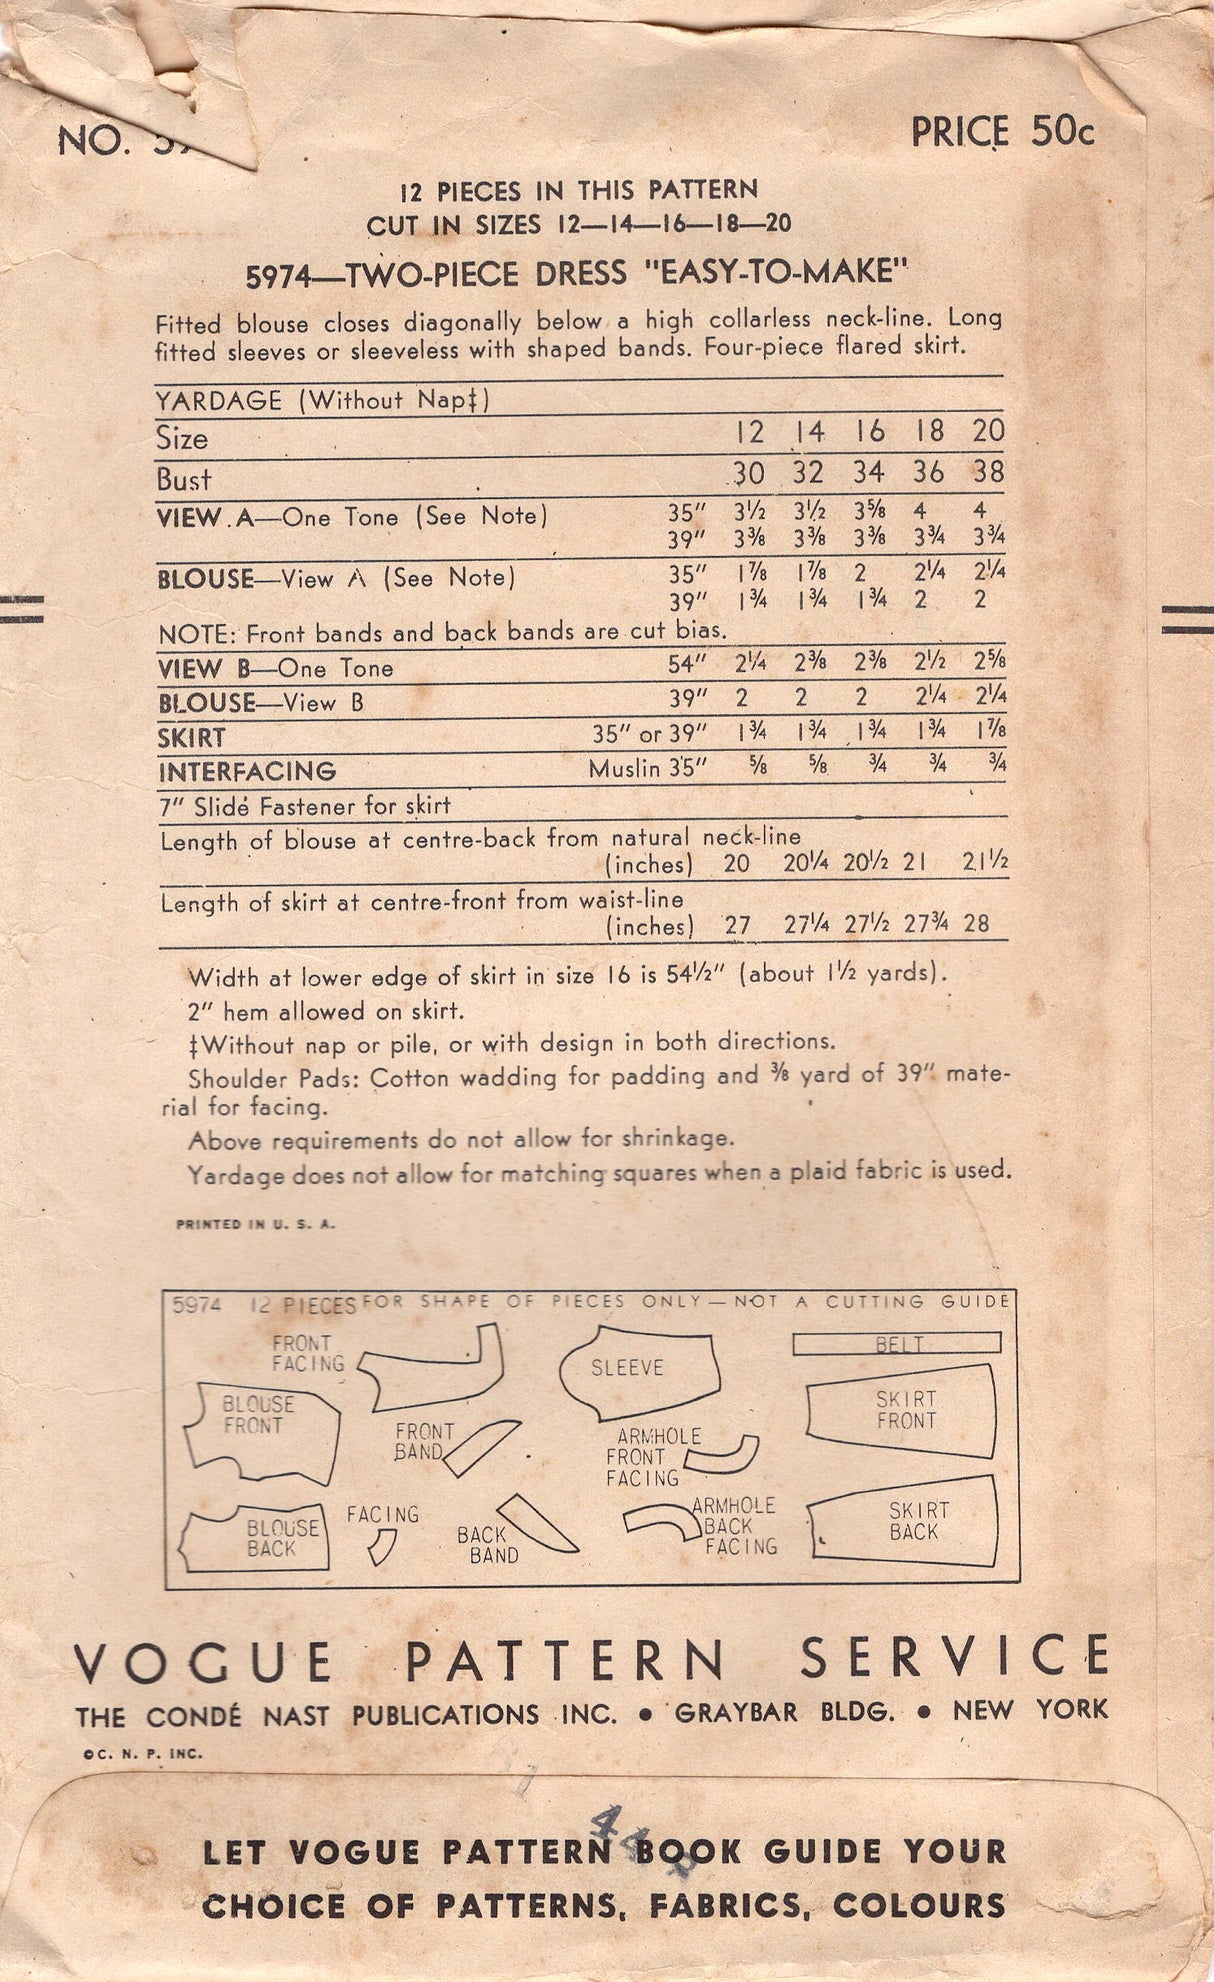 NO. 59
PRICE 50c
12 PIECES IN THIS PATTERN
CUT IN SIZES 12—14—16—18—20
5974—TWO-PIECE DRESS "EASY-TO-MAKE"
Fitted blouse closes diagonally below a high collarless neck-line. Long
fitted sleeves or sleeveless with shaped bands. Four-piece flared skirt.
YARDAGE (Without Nap‡)
Size 12 14 16 18 20
Bust 30 32 34 36 38
VIEW A—One Tone (See Note) 35" 3½ 3½ 3⅝ 4 4
39" 3⅜ 3⅜ 3⅜ 3¾ 3¾
BLOUSE—View A (See Note) 35" 1⅞ 1⅞ 2 2¼ 2¼
39" 1¾ 1¾ 1¾ 2 2
NOTE: Front bands and back bands are cut bias.
VIEW B—One Tone 54" 2¼ 2⅜ 2⅜ 2½ 2⅝
BLOUSE—View B 39" 2 2 2 2¼ 2¼
SKIRT 35" or 39" 1¾ 1¾ 1¾ 1¾ 1⅞
INTERFACING Muslin 35" ⅝ ⅝ ¾ ¾ ¾
7" Slide Fastener for skirt
Length of blouse at centre-back from natural neck-line
(inches) 20 20¼ 20½ 21 21½
Length of skirt at centre-front from waist-line
(inches) 27 27¼ 27½ 27¾ 28
Width at lower edge of skirt in size 16 is 54½" (about 1½ yards).
2" hem allowed on skirt.
‡Without nap or pile, or with design in both directions.
Shoulder Pads: Cotton wadding for padding and ⅜ yard of 39" mate-
rial for facing.
Above requirements do not allow for shrinkage.
Yardage does not allow for matching squares when a plaid fabric is used.
PRINTED IN U. S. A.
5974 12 PIECES FOR SHAPE OF PIECES ONLY—NOT A CUTTING GUIDE
FRONT
FACING
SLEEVE
BELT
BLOUSE
FRONT
FRONT
BAND
ARMHOLE
FRONT
FACING
SKIRT
FRONT
BLOUSE
BACK
FACING
BACK
BAND
ARMHOLE
BACK
FACING
SKIRT
BACK
VOGUE PATTERN SERVICE
THE CONDÉ NAST PUBLICATIONS INC. • GRAYBAR BLDG. • NEW YORK
©C. N. P. INC.
LET VOGUE PATTERN BOOK GUIDE YOUR
CHOICE OF PATTERNS, FABRICS, COLOURS